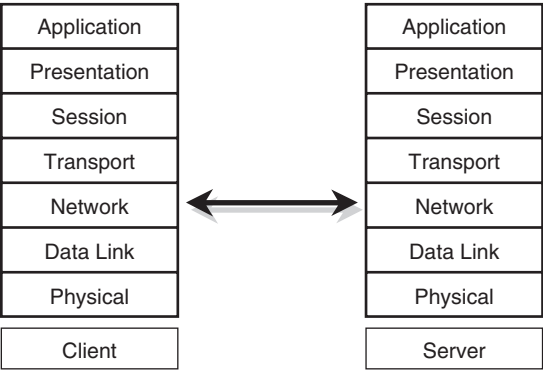 Application
Presentation
Session
Transport
Network
Data Link
Physical
Client
Application
Presentation
Session
Transport
Network
Data Link
Physical
Server